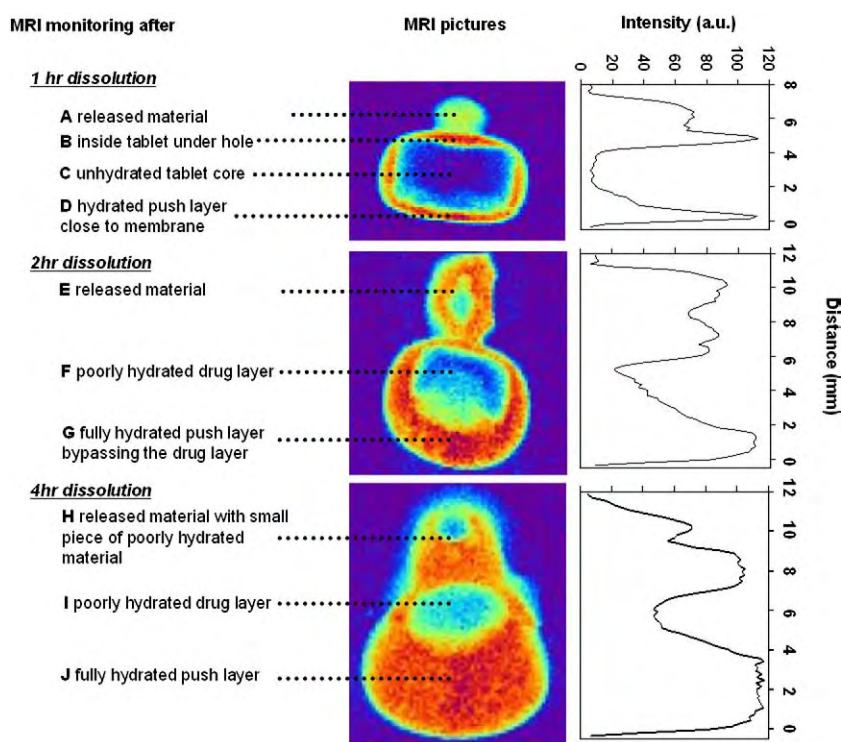 MRI monitoring after
MRI pictures
Intensity (a.u.)
0 20 40 60 80 100 120
1 hr dissolution
A released material
B inside tablet under hole
C unhydrated tablet core
D hydrated push layer
close to membrane
8
6
4
2
0
2hr dissolution
E released material
F poorly hydrated drug layer
G fully hydrated push layer
bypassing the drug layer
12
10
8
6
4
2
0
Distance (mm)
4hr dissolution
H released material with small
piece of poorly hydrated
material
I poorly hydrated drug layer
J fully hydrated push layer
12
10
8
6
4
2
0